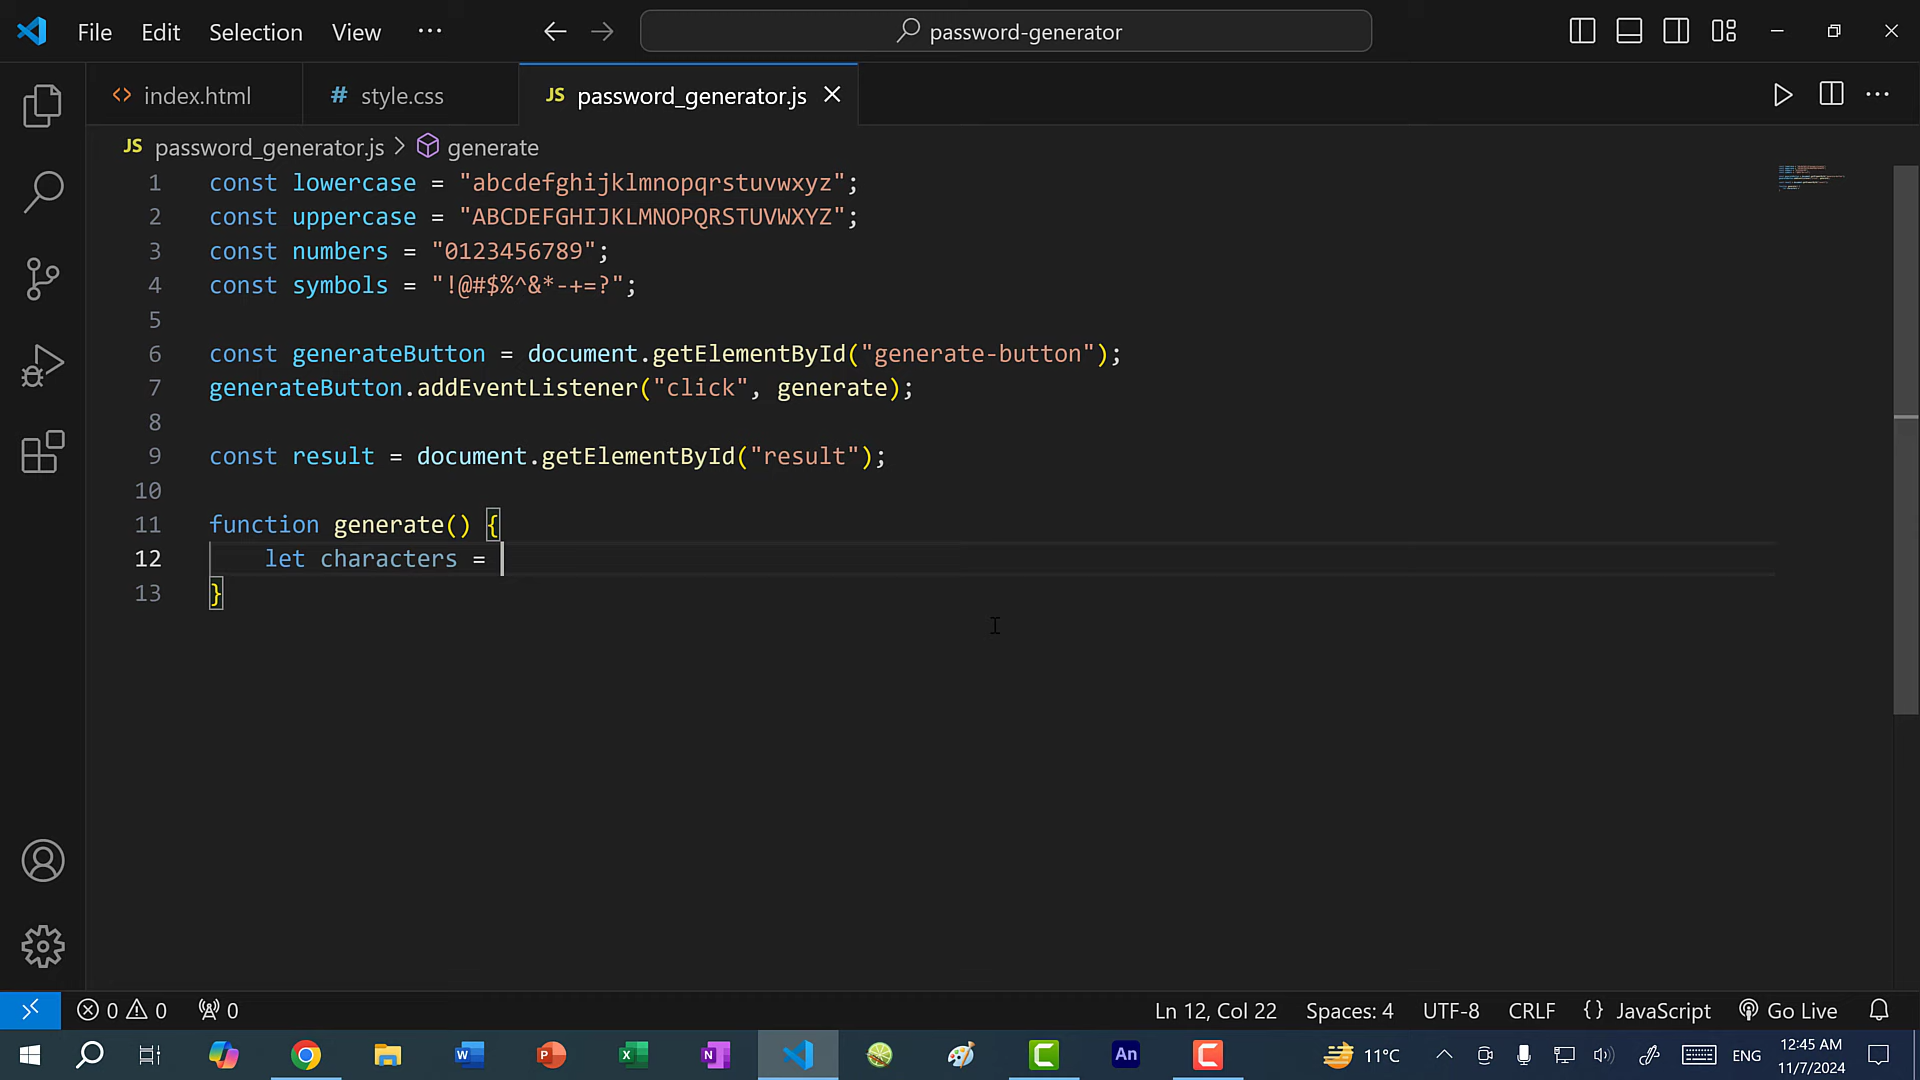 File Edit Selection View ··· password-generator
<> index.html # style.css JS password_generator.js
JS password_generator.js > generate
1 const lowercase = "abcdefghijklmnopqrstuvwxyz";
2 const uppercase = "ABCDEFGHIJKLMNOPQRSTUVWXYZ";
3 const numbers = "0123456789";
4 const symbols = "!@#$%^&*-+=?";
5
6 const generateButton = document.getElementById("generate-button");
7 generateButton.addEventListener("click", generate);
8
9 const result = document.getElementById("result");
10
11 function generate() {
12     let characters =
13 }
0 0 0 Ln 12, Col 22 Spaces: 4 UTF-8 CRLF {} JavaScript Go Live
W P X N An 11°C ENG 12:45 AM
11/7/2024